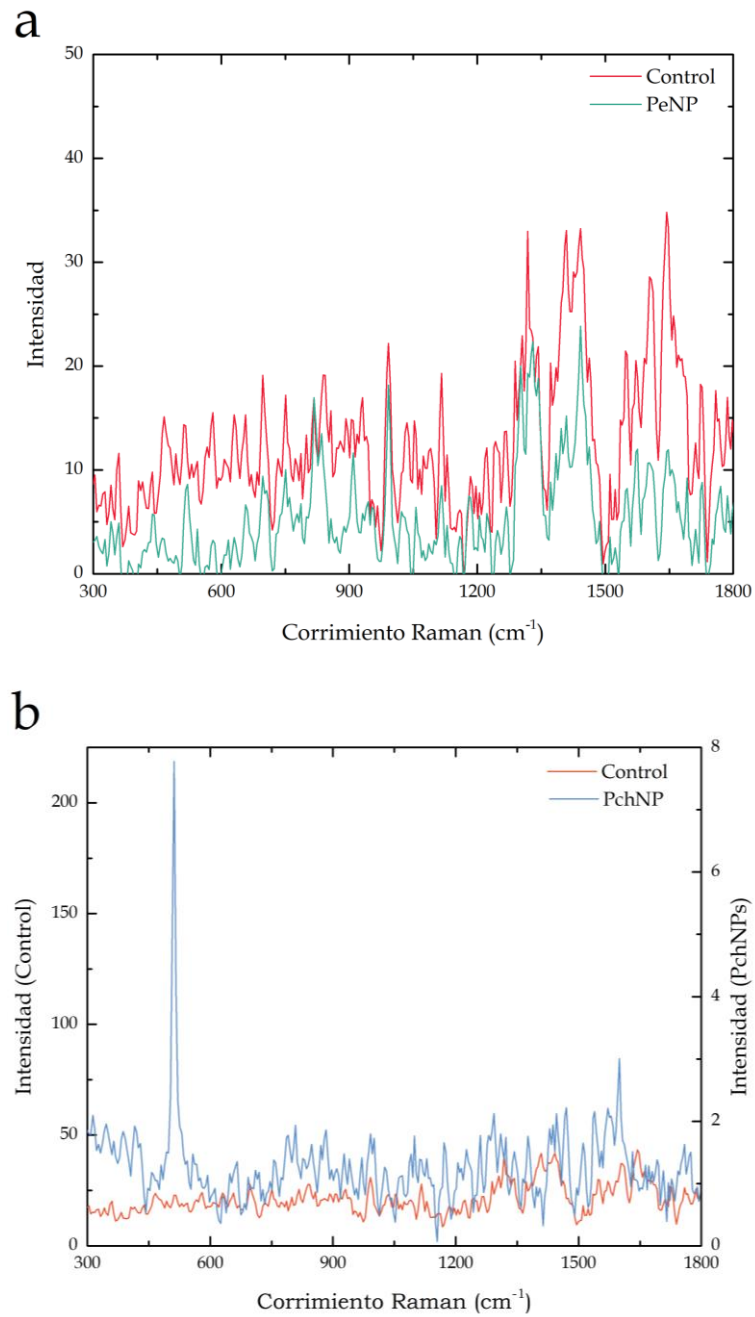 a
50
40
30
20
10
0
Intensidad
Control
PeNP
300 600 900 1200 1500 1800
Corrimiento Raman (cm⁻¹)
b
200
150
100
50
0
Intensidad (Control)
Control
PchNP
8
6
4
2
0
Intensidad (PchNPs)
300 600 900 1200 1500 1800
Corrimiento Raman (cm⁻¹)